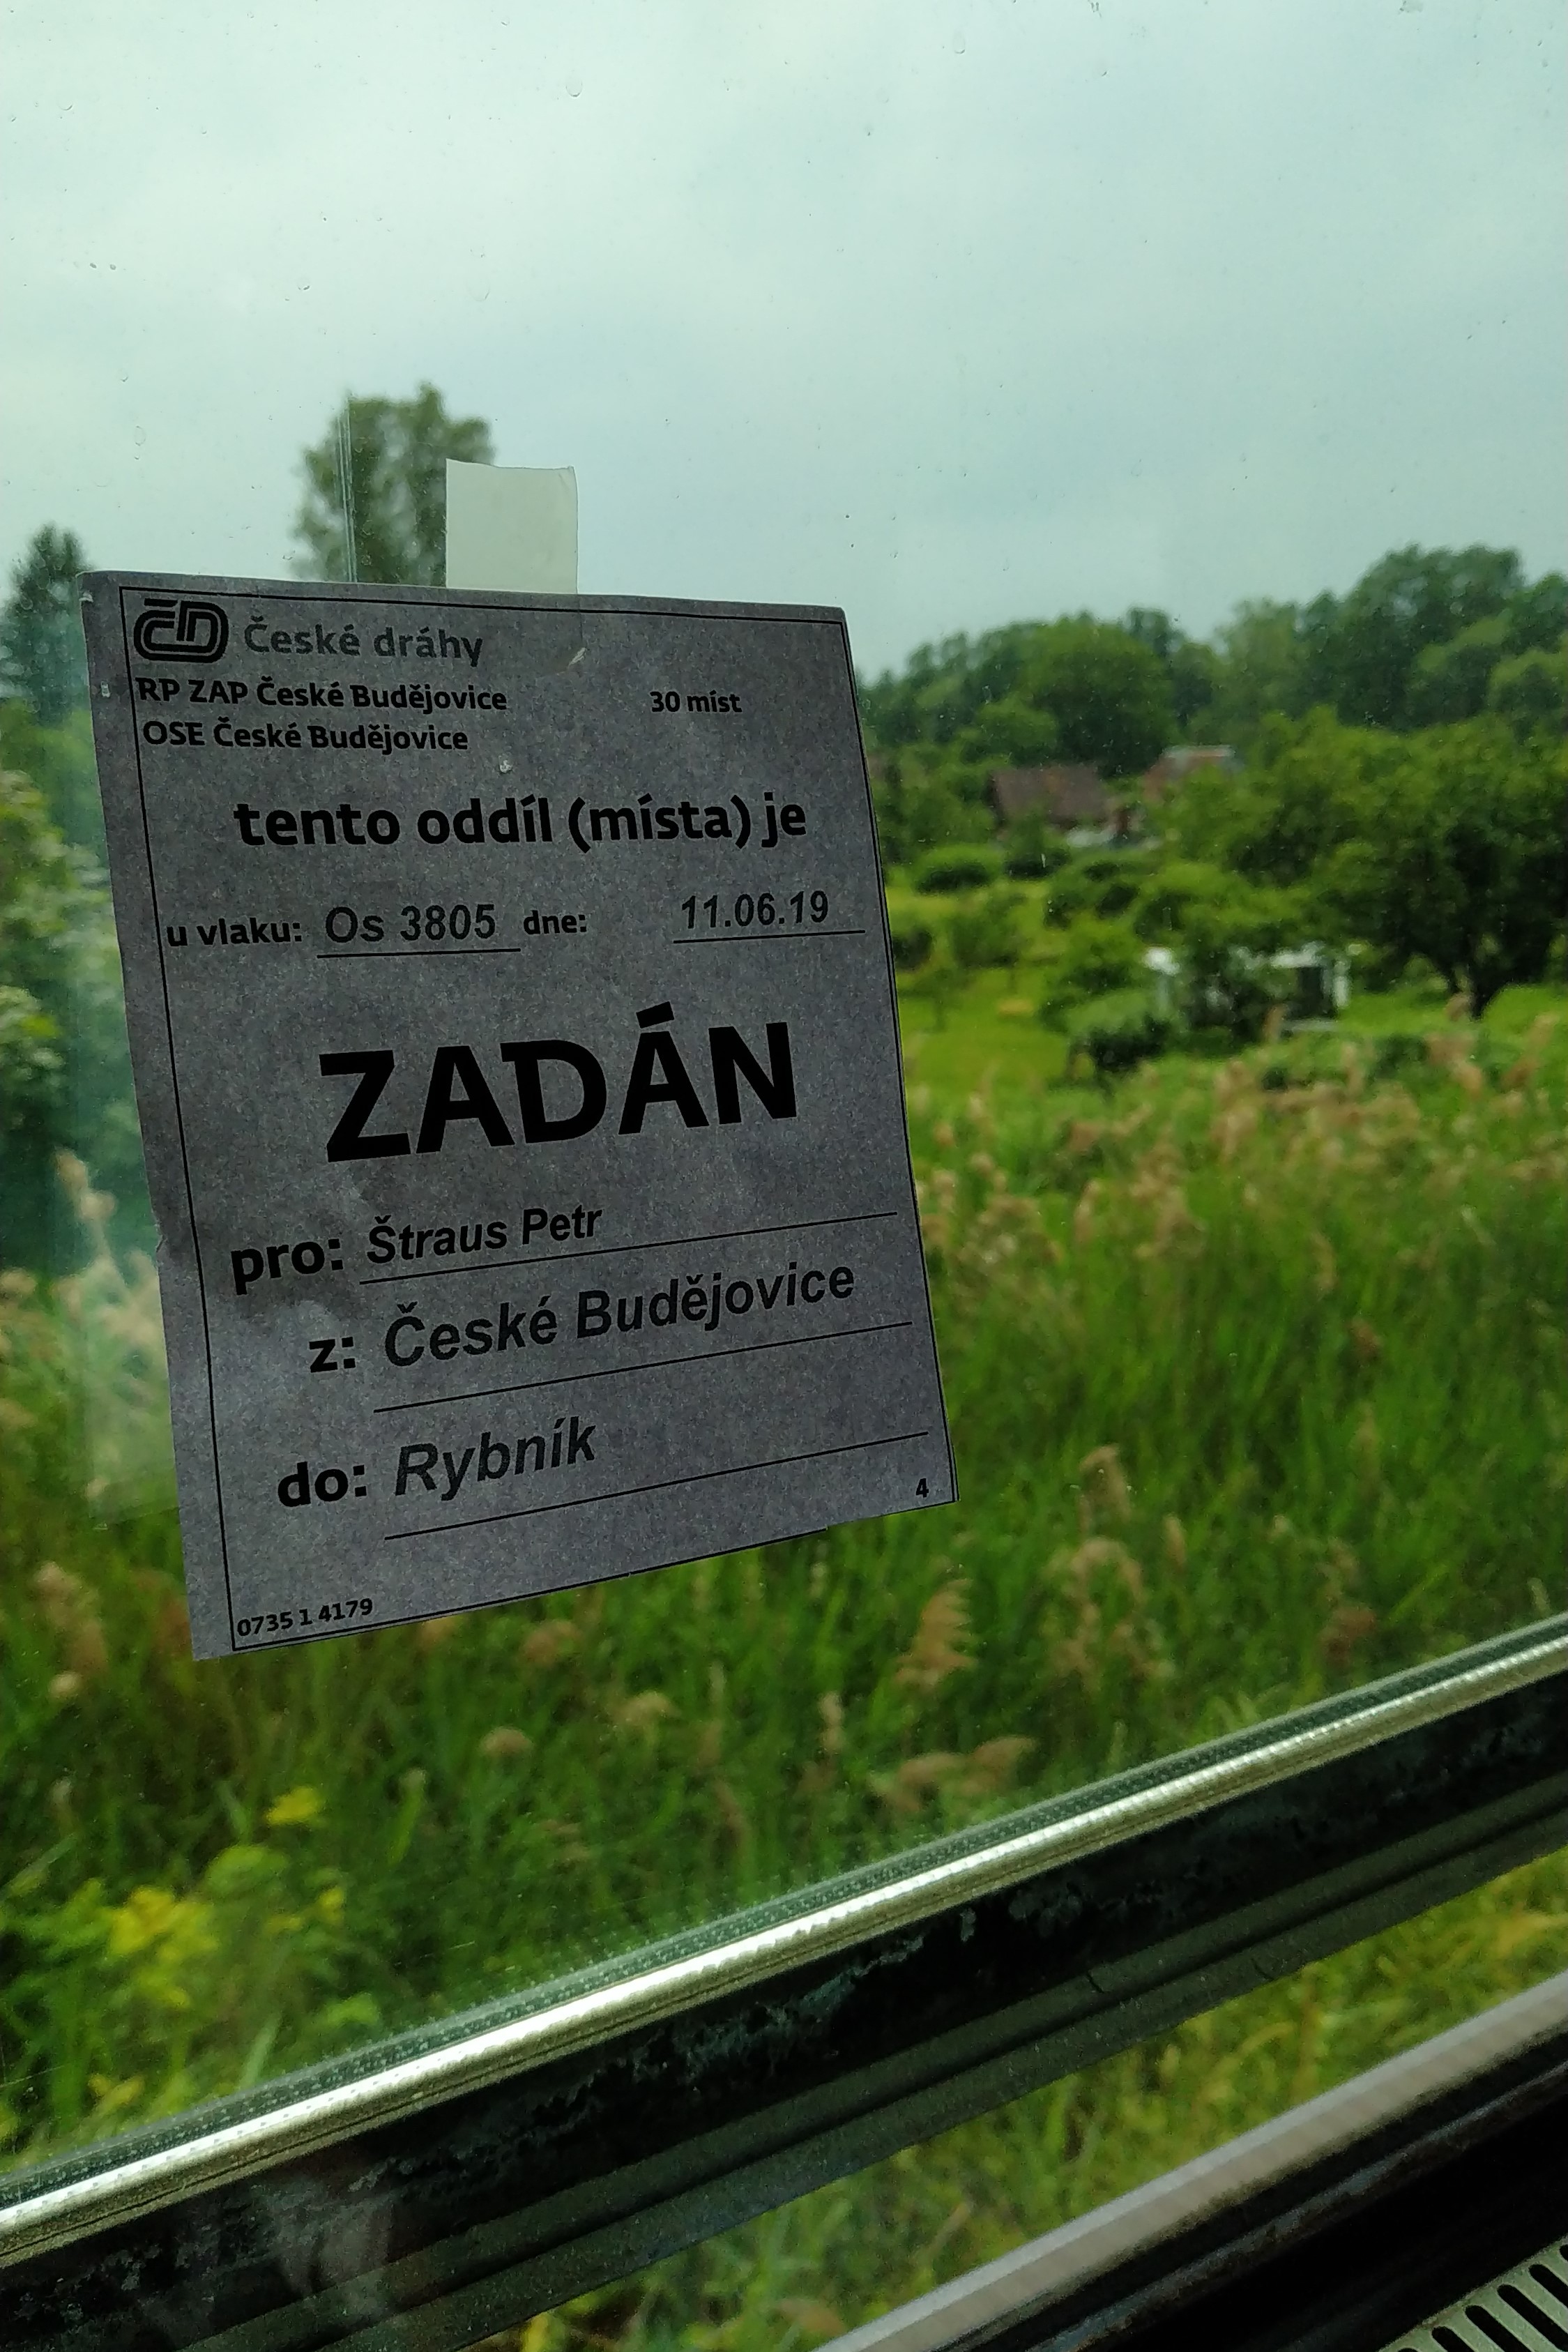 ČD České dráhy
RP ZAP České Budějovice 30 míst
OSE České Budějovice
tento oddíl (místa) je
u vlaku: Os 3805 dne: 11.06.19
ZADÁN
pro: Štraus Petr
z: České Budějovice
do: Rybník
4
0735 1 4179